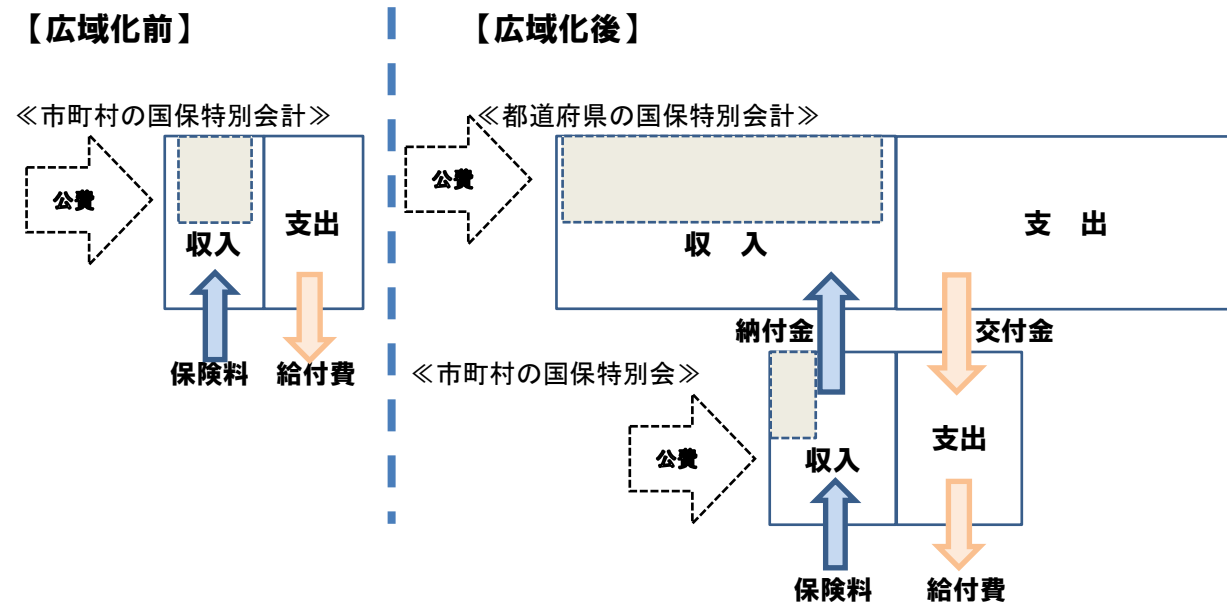 【広域化前】
≪市町村の国保特別会計≫
公費
収入
支出
保険料
給付費
【広域化後】
≪都道府県の国保特別会計≫
公費
収　入
支　出
納付金
交付金
≪市町村の国保特別会≫
公費
収入
支出
保険料
給付費